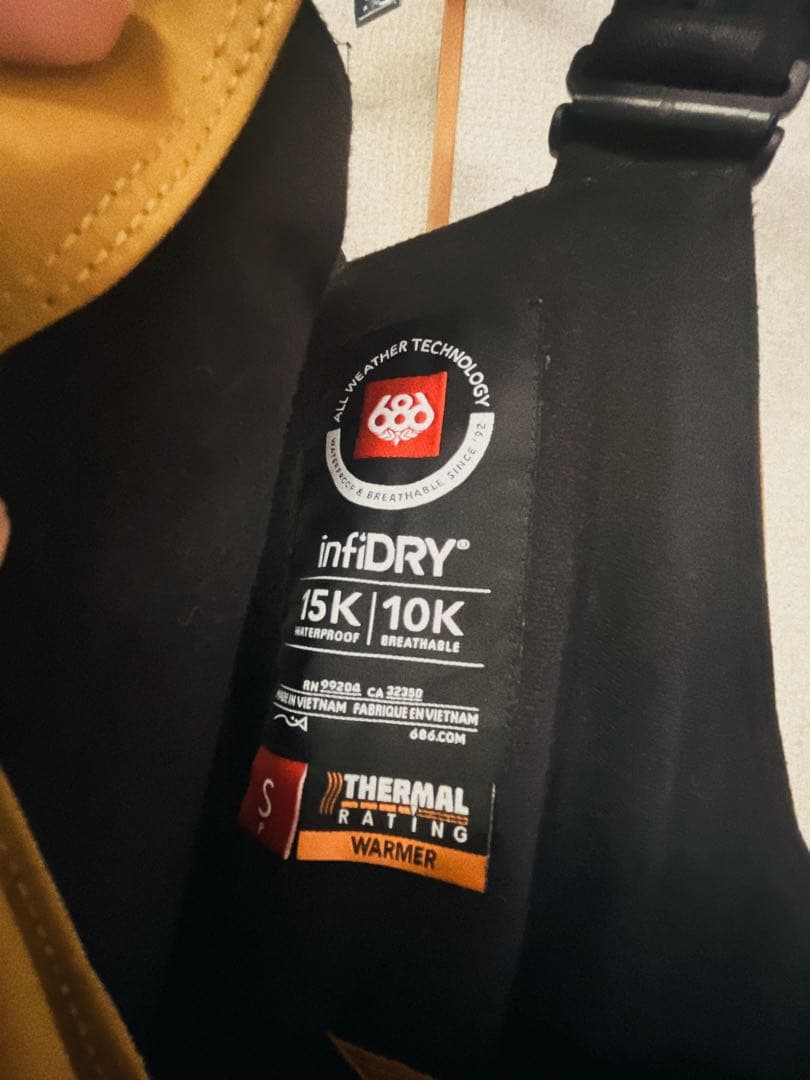 ALL WEATHER TECHNOLOGY
686
WATERPROOF & BREATHABLE SINCE '92
infiDRY®
15K 10K
WATERPROOF BREATHABLE
RN 99204 CA 32350
MADE IN VIETNAM FABRIQUE EN VIETNAM
686.COM
S
P
THERMAL
RATING
WARMER